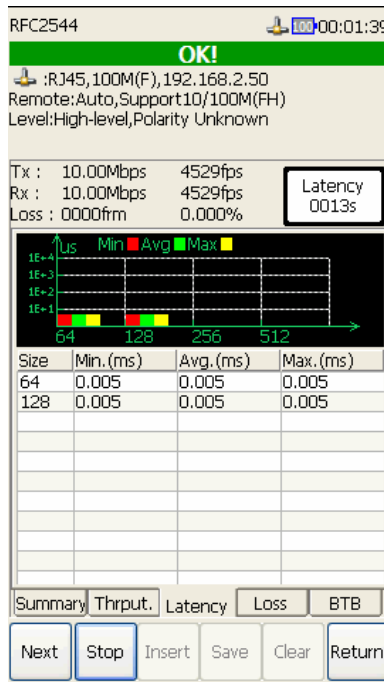 RFC2544 100 00:01:39
OK!
:RJ45,100M(F),192.168.2.50
Remote:Auto,Support10/100M(FH)
Level:High-level,Polarity Unknown
Tx : 10.00Mbps 4529fps
Rx : 10.00Mbps 4529fps
Loss : 0000frm 0.000%
Latency
0013s
us Min Avg Max
1E+4
1E+3
1E+2
1E+1
64 128 256 512
Size Min.(ms) Avg.(ms) Max.(ms)
64 0.005 0.005 0.005
128 0.005 0.005 0.005
Summary Thrput. Latency Loss BTB
Next Stop Insert Save Clear Return